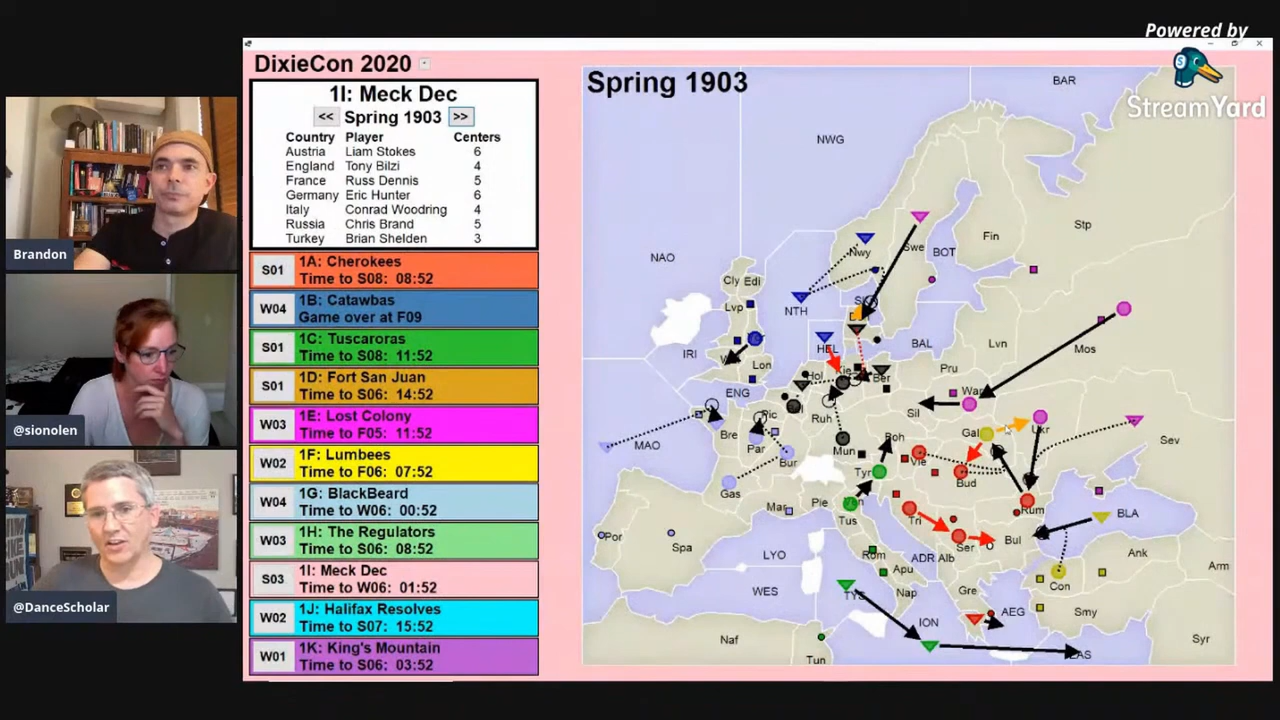 Powered by
StreamYard
DixieCon 2020
1I: Meck Dec
<< Spring 1903 >>
Country Player Centers
Austria Liam Stokes 6
England Tony Bilzi 4
France Russ Dennis 5
Germany Eric Hunter 6
Italy Conrad Woodring 4
Russia Chris Brand 5
Turkey Brian Shelden 3
S01 1A: Cherokees
Time to S08: 08:52
W04 1B: Catawbas
Game over at F09
S01 1C: Tuscaroras
Time to S08: 11:52
S01 1D: Fort San Juan
Time to S06: 14:52
W03 1E: Lost Colony
Time to F05: 11:52
W02 1F: Lumbees
Time to F06: 07:52
W04 1G: BlackBeard
Time to W06: 00:52
W03 1H: The Regulators
Time to S06: 08:52
S03 1I: Meck Dec
Time to W06: 01:52
W02 1J: Halifax Resolves
Time to S07: 15:52
W01 1K: King's Mountain
Time to S06: 03:52
Brandon
@sionolen
@DanceScholar
Spring 1903
BAR
NWG
Stp
Fin
NAO
Nwy
Swe
BOT
Cly Edi
NTH
Lvp
IRI
Lon
HEL
BAL
Lvn
Mos
Hol
Ber
Pru
ENG
War
Ruh
Sil
Pic
MAO
Bre
Par
Mun
Boh
Gal
Sev
Bur
Tyr
Vie
Bud
Gas
Mar
Pie
Tus
Tri
Rum
BLA
Por
Spa
LYO
Rom
ADR Alb
Ser
Bul
Ank
Con
Arm
WES
Apu
Nap
Gre
TYS
AEG
Smy
ION
Naf
Tun
Syr